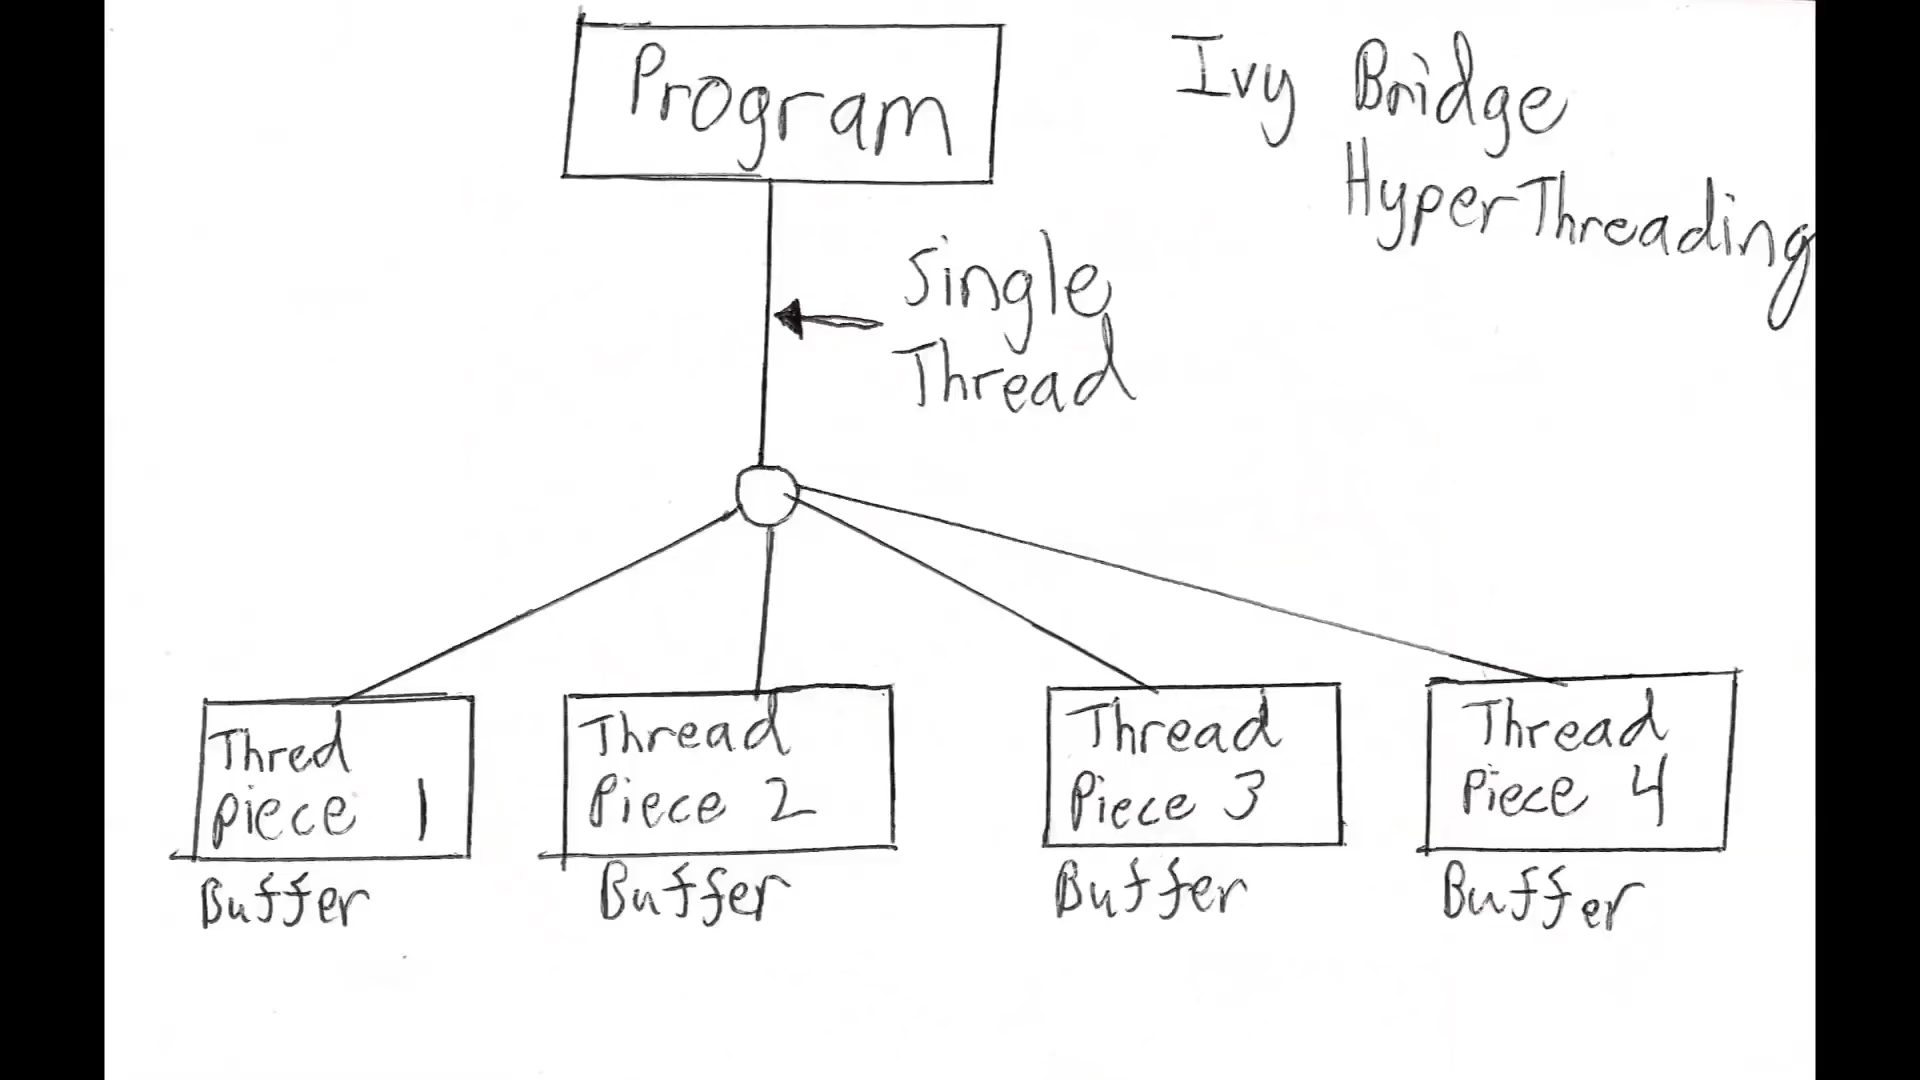 Program
Ivy Bridge
HyperThreading
Single
Thread
Thred
piece 1
Buffer
Thread
Piece 2
Buffer
Thread
Piece 3
Buffer
Thread
Piece 4
Buffer